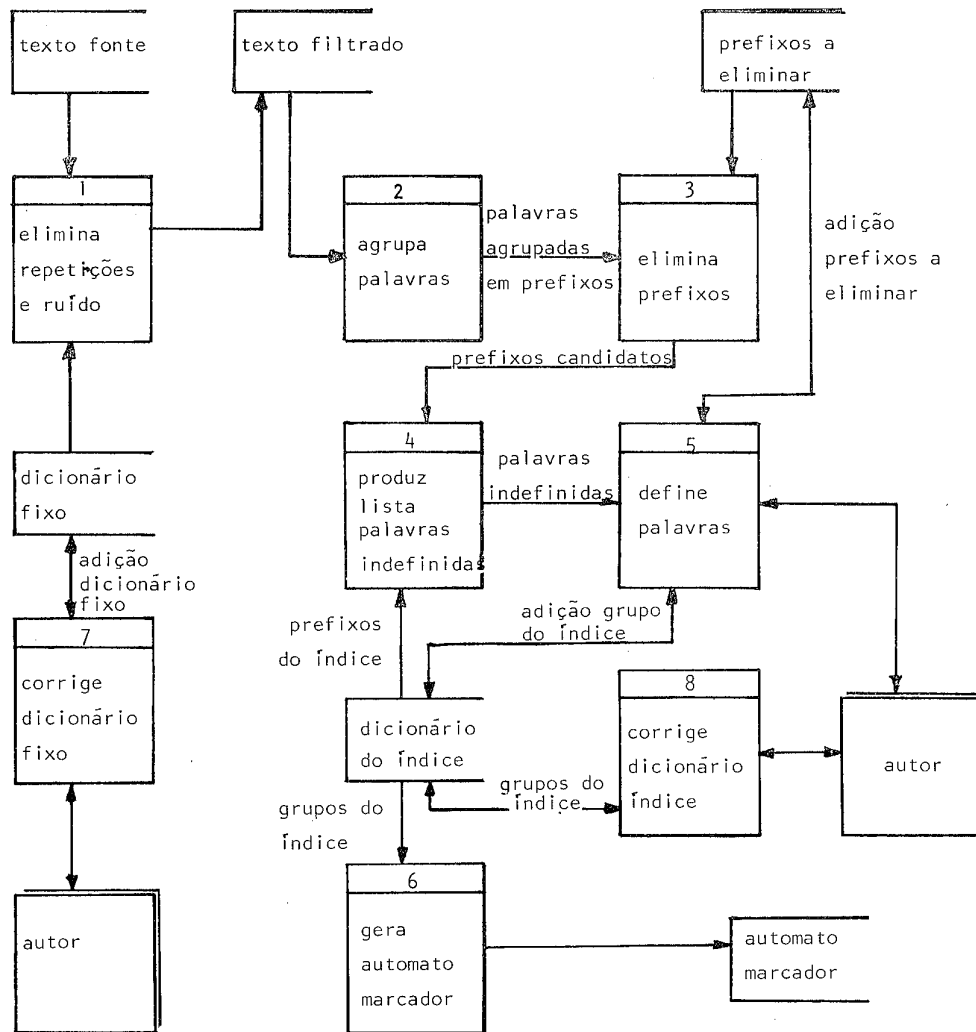 texto fonte
texto filtrado
prefixos a
eliminar
1
elimina
repetições
e ruído
2
agrupa
palavras
palavras
agrupadas
em prefixos
3
elimina
prefixos
adição
prefixos a
eliminar
prefixos candidatos
dicionário
fixo
4
produz
lista
palavras
indefinidas
palavras
indefinidas
5
define
palavras
adição
dicionário
fixo
7
corrige
dicionário
fixo
prefixos
do índice
adição grupo
do índice
dicionário
do índice
8
corrige
dicionário
índice
autor
grupos do
índice
grupos do
índice
autor
6
gera
automato
marcador
automato
marcador